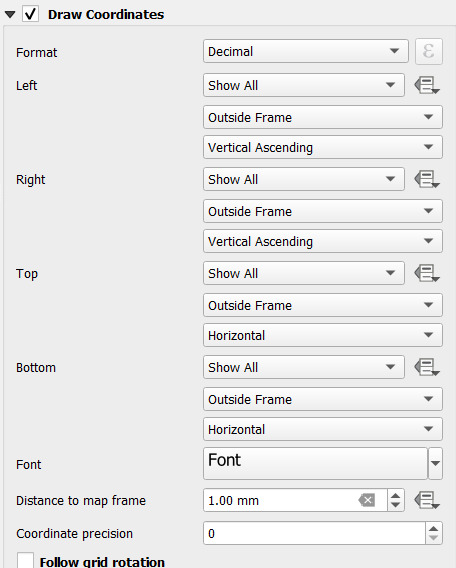 Draw Coordinates
Format Decimal ε
Left Show All
Outside Frame
Vertical Ascending
Right Show All
Outside Frame
Vertical Ascending
Top Show All
Outside Frame
Horizontal
Bottom Show All
Outside Frame
Horizontal
Font Font
Distance to map frame 1.00 mm
Coordinate precision 0
Follow grid rotation